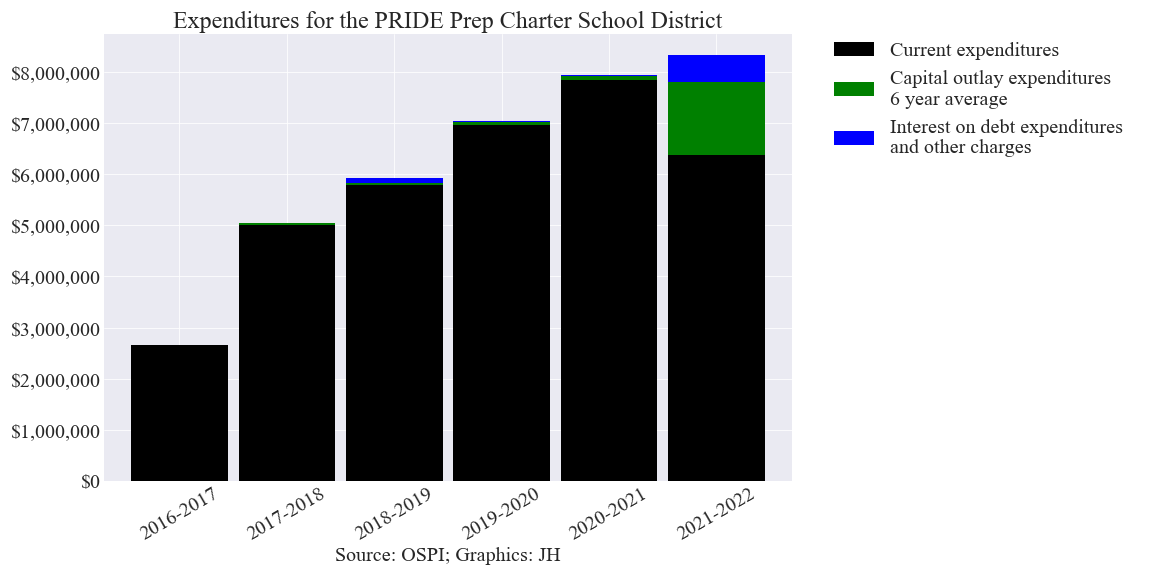 Expenditures for the PRIDE Prep Charter School District
Current expenditures
Capital outlay expenditures
6 year average
Interest on debt expenditures
and other charges
$8,000,000
$7,000,000
$6,000,000
$5,000,000
$4,000,000
$3,000,000
$2,000,000
$1,000,000
$0
2016-2017
2017-2018
2018-2019
2019-2020
2020-2021
2021-2022
Source: OSPI; Graphics: JH